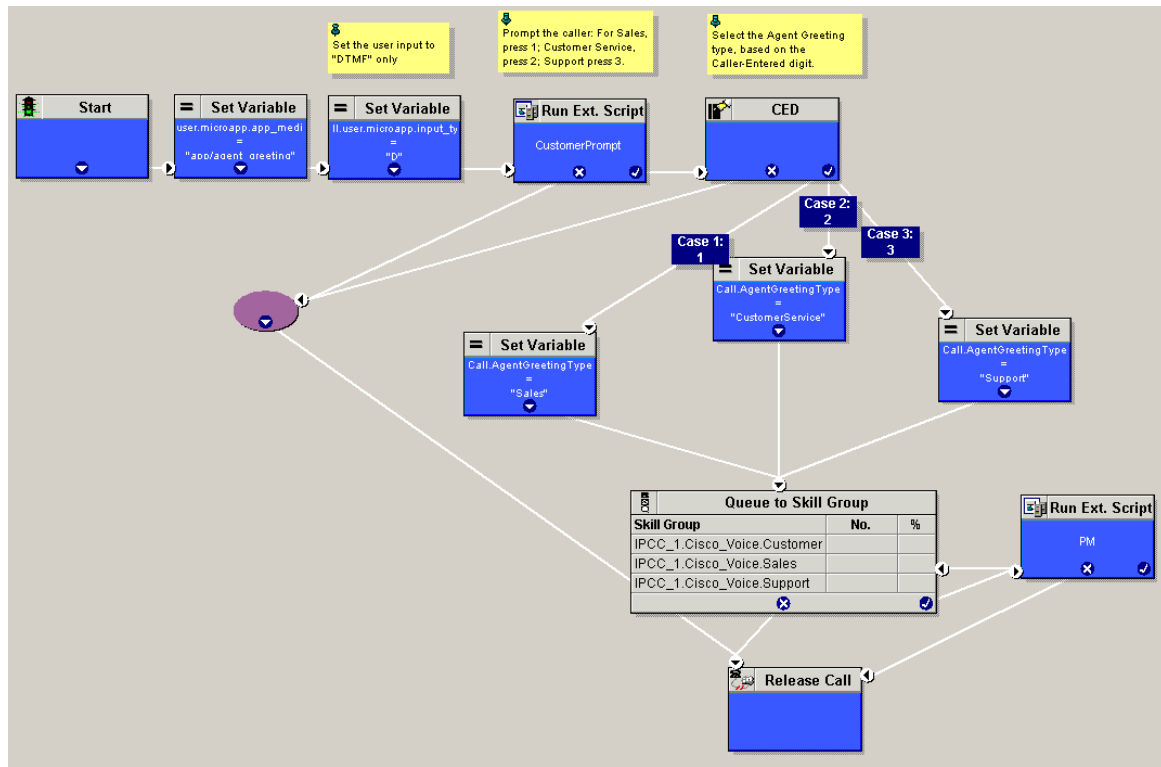 Set the user input to
"DTMF" only
Prompt the caller: For Sales,
press 1; Customer Service,
press 2; Support press 3.
Select the Agent Greeting
type, based on the
Caller-Entered digit.
Start
Set Variable
user.microapp.app_medi
=
"app/agent_greeting"
Set Variable
ll.user.microapp.input_ty
=
"D"
Run Ext. Script
CustomerPrompt
CED
Case 1:
1
Case 2:
2
Case 3:
3
Set Variable
Call.AgentGreetingType
=
"CustomerService"
Set Variable
Call.AgentGreetingType
=
"Sales"
Set Variable
Call.AgentGreetingType
=
"Support"
Queue to Skill Group
Skill Group No. %
IPCC_1.Cisco_Voice.Customer
IPCC_1.Cisco_Voice.Sales
IPCC_1.Cisco_Voice.Support
Run Ext. Script
PM
Release Call